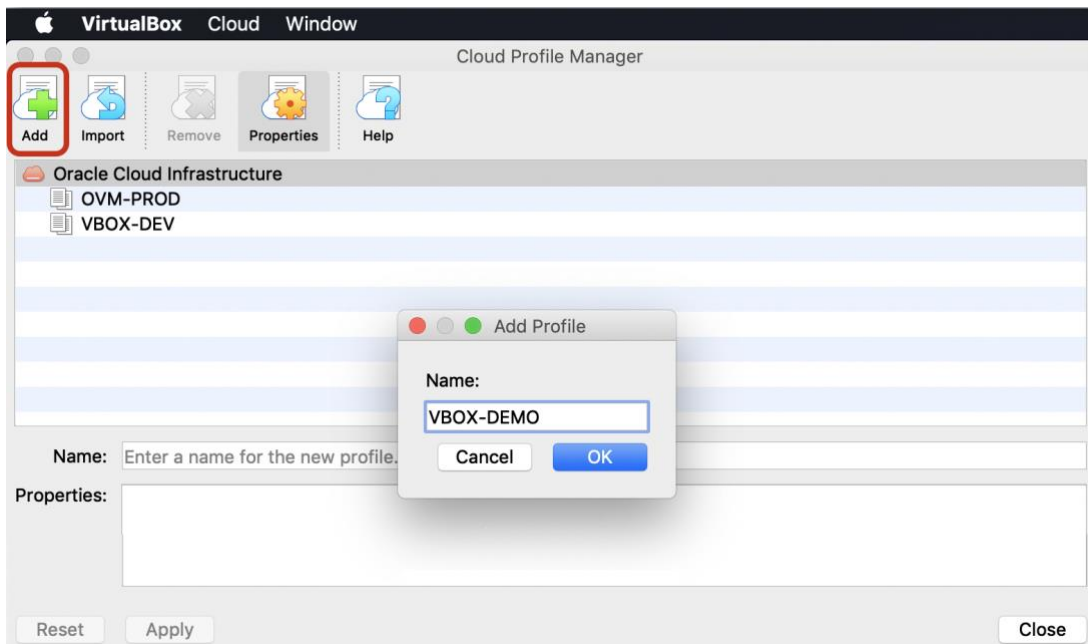 VirtualBox Cloud Window
Cloud Profile Manager
Add Import Remove Properties Help
Oracle Cloud Infrastructure
OVM-PROD
VBOX-DEV
Add Profile
Name:
VBOX-DEMO
Cancel OK
Name: Enter a name for the new profile.
Properties:
Reset Apply Close